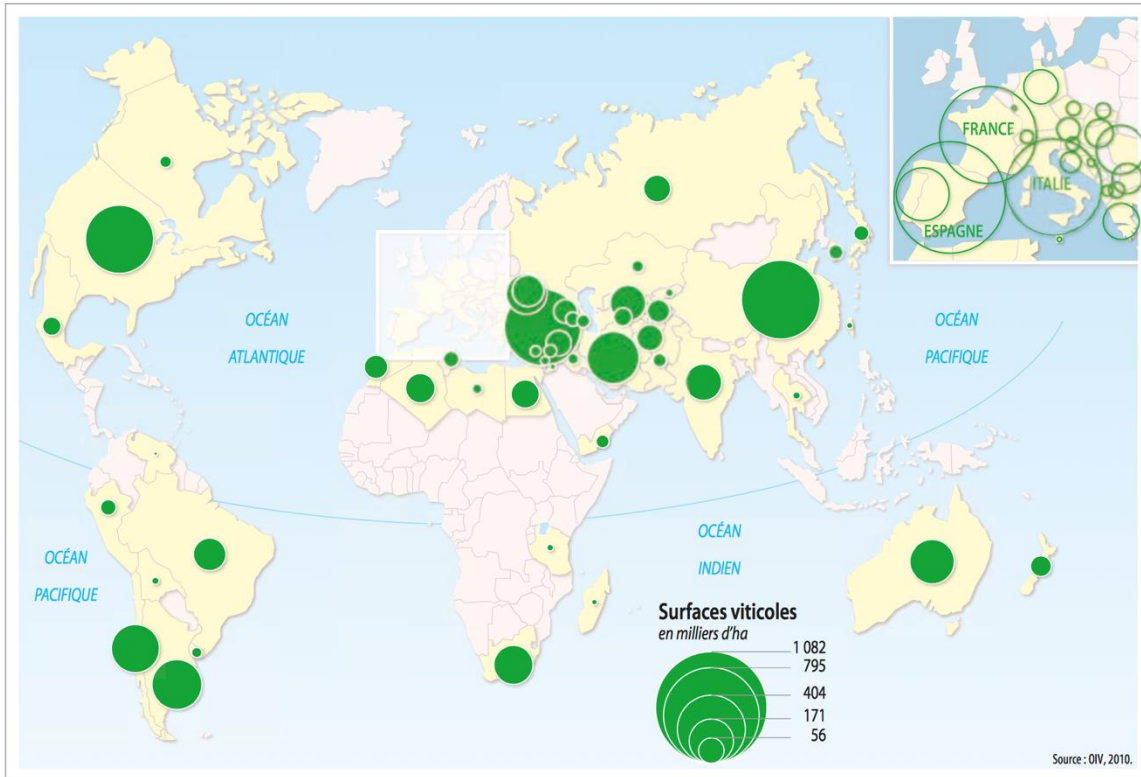 FRANCE
ITALIE
ESPAGNE
OCÉAN
ATLANTIQUE
OCÉAN
PACIFIQUE
OCÉAN
PACIFIQUE
OCÉAN
INDIEN
Surfaces viticoles
en milliers d’ha
1 082
795
404
171
56
Source : OIV, 2010.